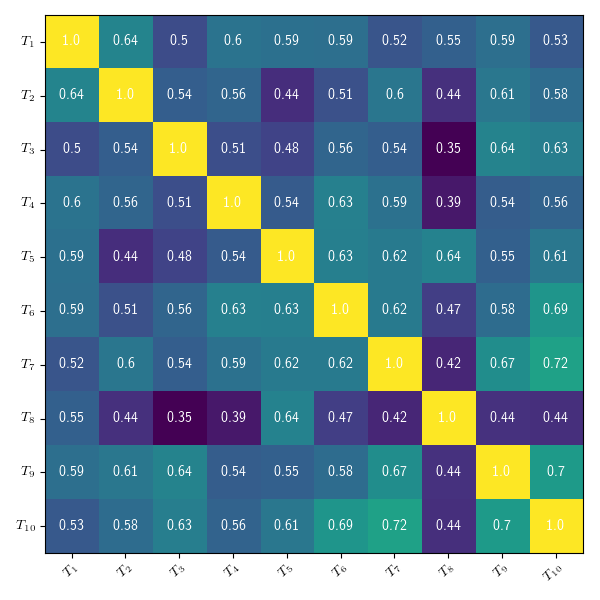 T₁ 1.0 0.64 0.5 0.6 0.59 0.59 0.52 0.55 0.59 0.53
T₂ 0.64 1.0 0.54 0.56 0.44 0.51 0.6 0.44 0.61 0.58
T₃ 0.5 0.54 1.0 0.51 0.48 0.56 0.54 0.35 0.64 0.63
T₄ 0.6 0.56 0.51 1.0 0.54 0.63 0.59 0.39 0.54 0.56
T₅ 0.59 0.44 0.48 0.54 1.0 0.63 0.62 0.64 0.55 0.61
T₆ 0.59 0.51 0.56 0.63 0.63 1.0 0.62 0.47 0.58 0.69
T₇ 0.52 0.6 0.54 0.59 0.62 0.62 1.0 0.42 0.67 0.72
T₈ 0.55 0.44 0.35 0.39 0.64 0.47 0.42 1.0 0.44 0.44
T₉ 0.59 0.61 0.64 0.54 0.55 0.58 0.67 0.44 1.0 0.7
T₁₀ 0.53 0.58 0.63 0.56 0.61 0.69 0.72 0.44 0.7 1.0
T₁ T₂ T₃ T₄ T₅ T₆ T₇ T₈ T₉ T₁₀